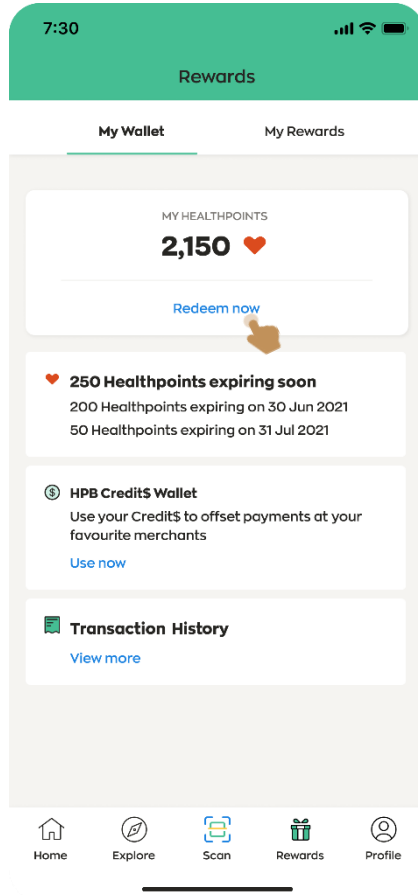 7:30
Rewards
My Wallet My Rewards
MY HEALTHPOINTS
2,150
Redeem now
250 Healthpoints expiring soon
200 Healthpoints expiring on 30 Jun 2021
50 Healthpoints expiring on 31 Jul 2021
$ HPB Credit$ Wallet
Use your Credit$ to offset payments at your
favourite merchants
Use now
Transaction History
View more
Home Explore Scan Rewards Profile